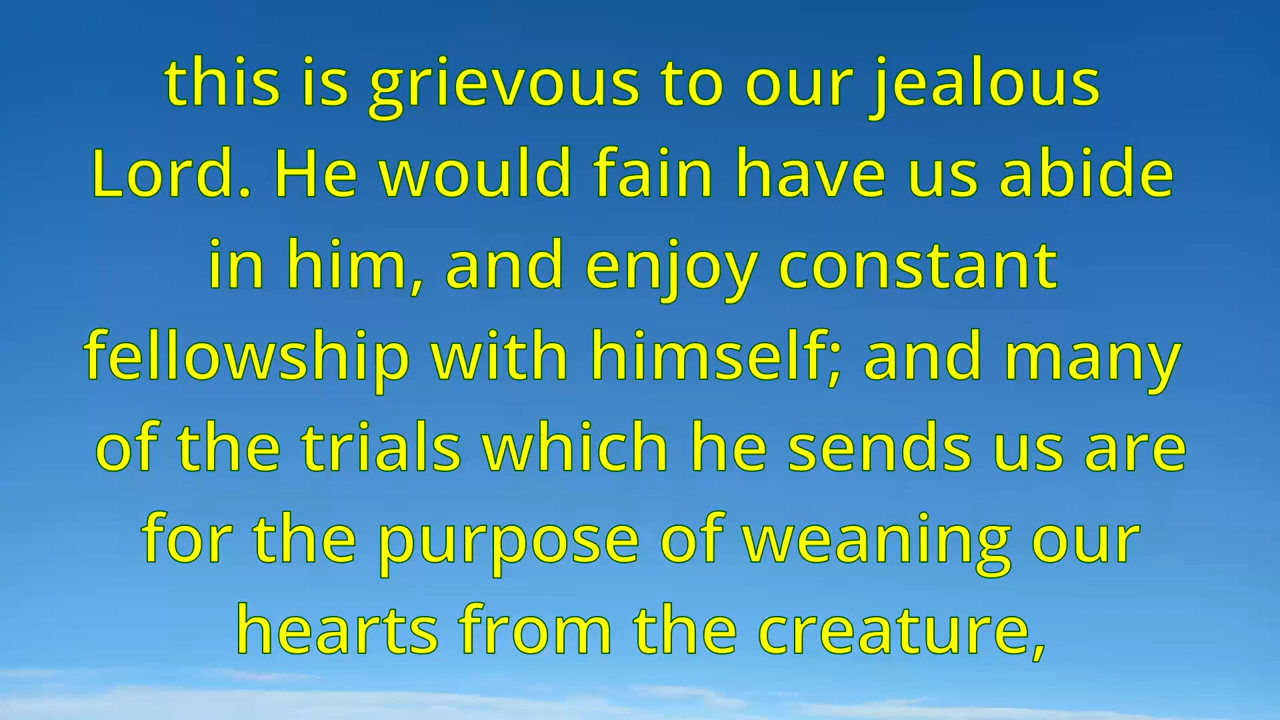 this is grievous to our jealous
Lord. He would fain have us abide
in him, and enjoy constant
fellowship with himself; and many
of the trials which he sends us are
for the purpose of weaning our
hearts from the creature,